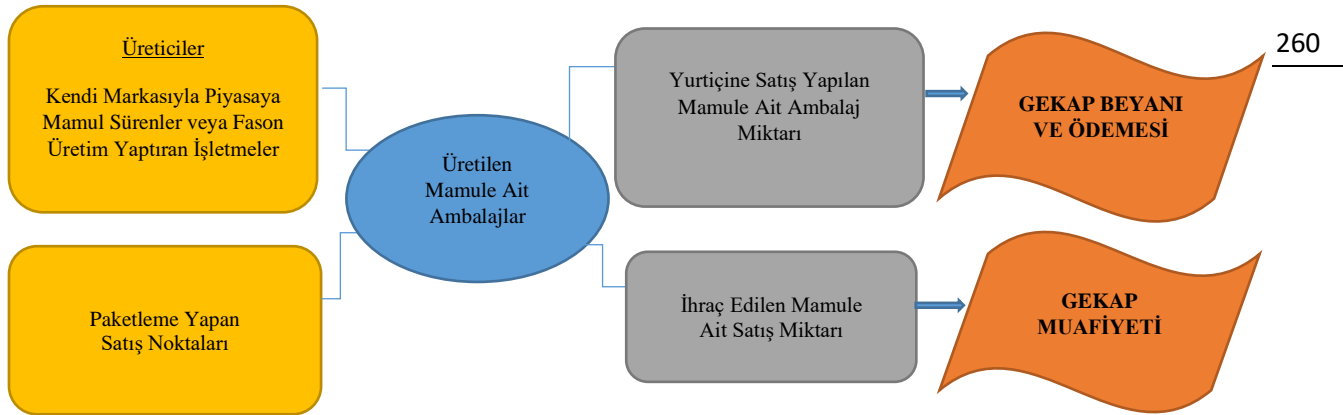 260
Üreticiler
Kendi Markasıyla Piyasaya
Mamul Sürenler veya Fason
Üretim Yaptıran İşletmeler
Paketleme Yapan
Satış Noktaları
Üretilen
Mamule Ait
Ambalajlar
Yurtiçine Satış Yapılan
Mamule Ait Ambalaj
Miktarı
GEKAP BEYANI
VE ÖDEMESİ
İhraç Edilen Mamule
Ait Satış Miktarı
GEKAP
MUAFİYETİ